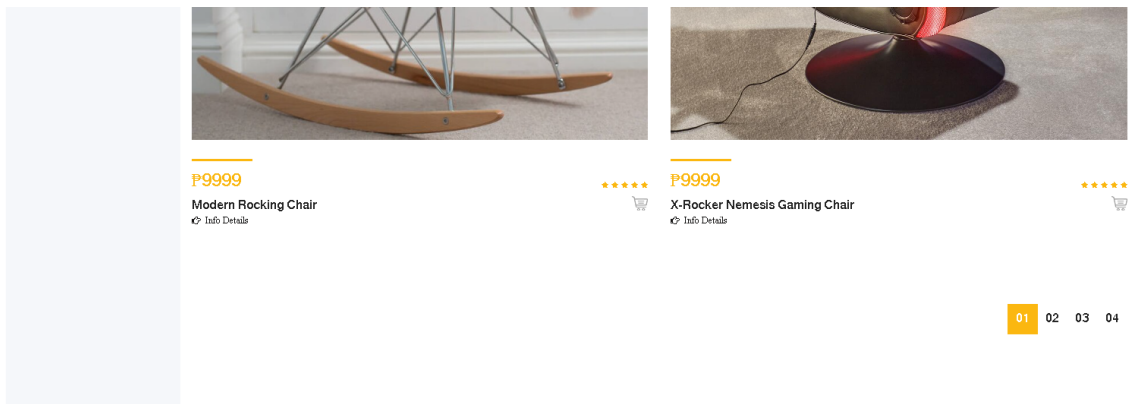 ₱9999
Modern Rocking Chair
Info Details
₱9999
X-Rocker Nemesis Gaming Chair
Info Details
01 02 03 04